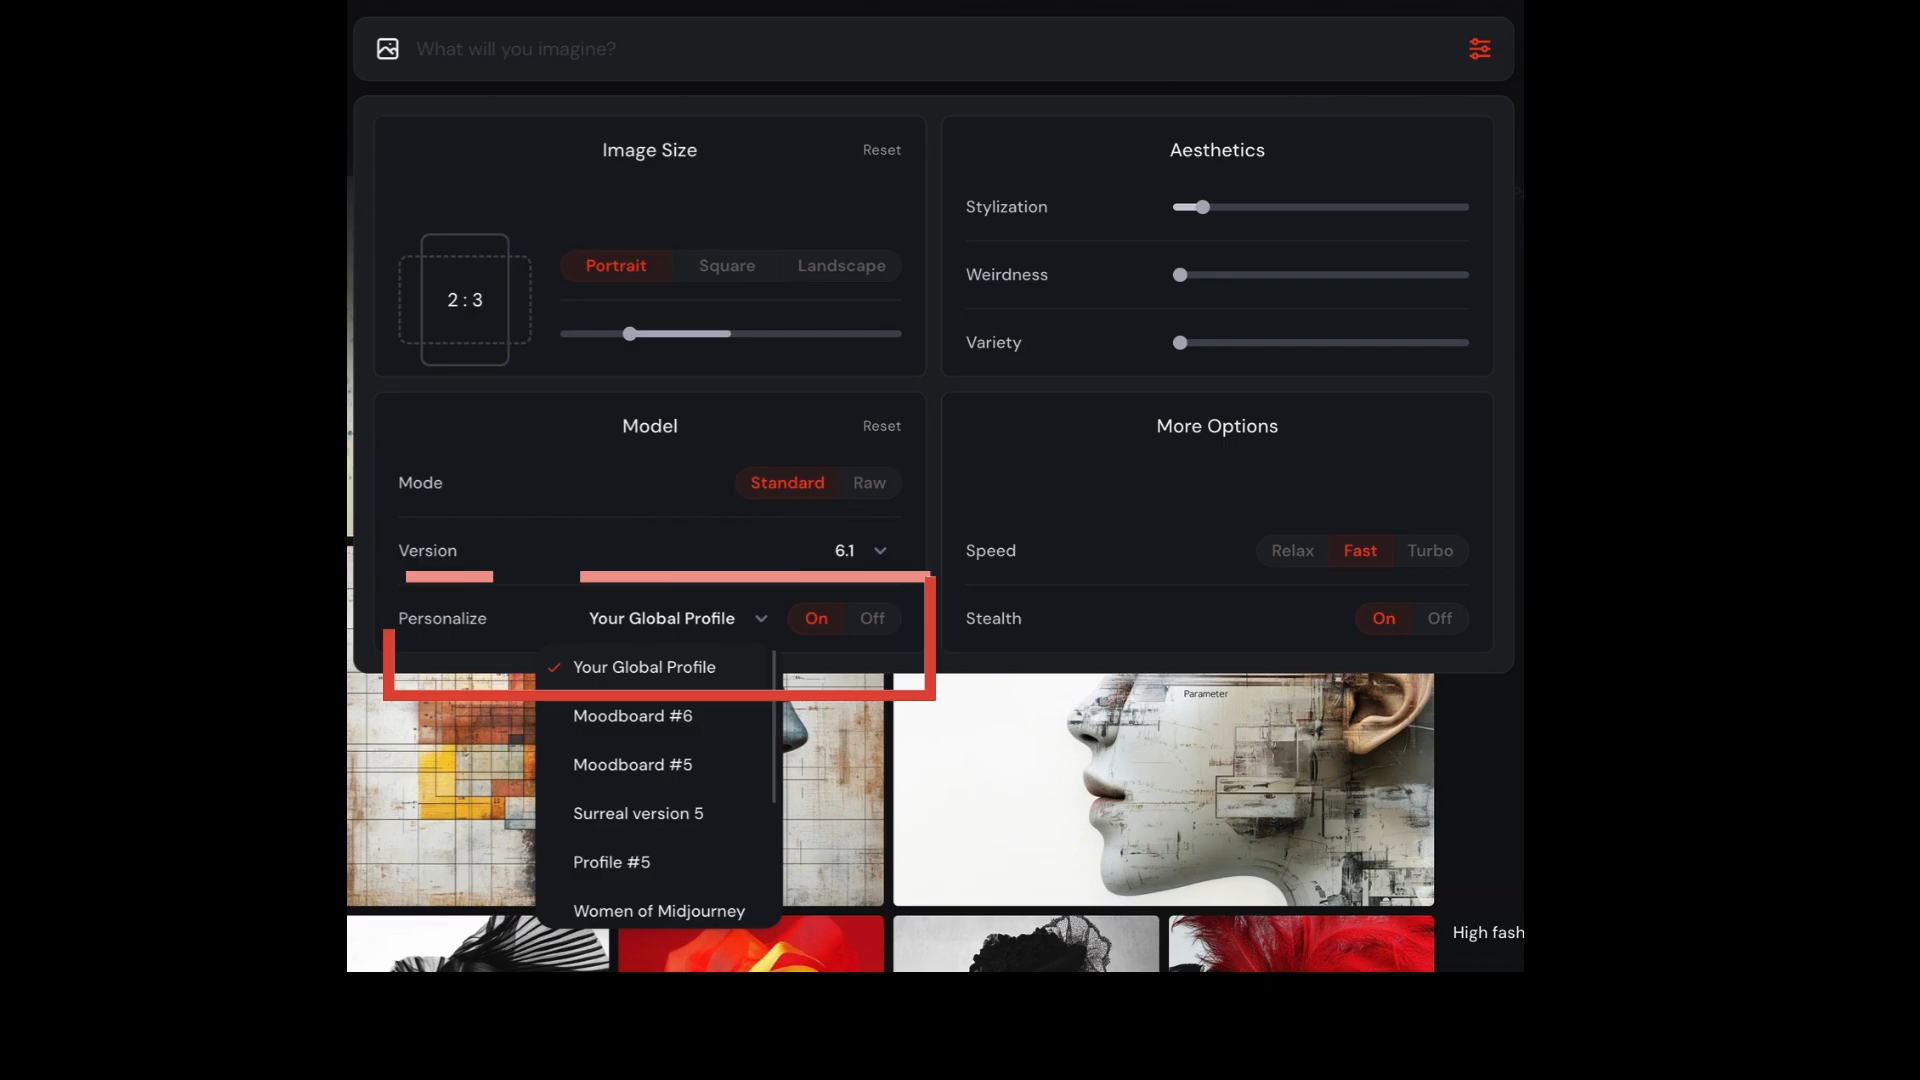 What will you imagine?
Image Size
Reset
2 : 3
Portrait
Square
Landscape
Aesthetics
Stylization
Weirdness
Variety
Model
Reset
Mode
Standard
Raw
Version
6.1
Personalize
Your Global Profile
On
Off
Your Global Profile
Moodboard #6
Moodboard #5
Surreal version 5
Profile #5
Women of Midjourney
More Options
Speed
Relax
Fast
Turbo
Stealth
On
Off
Parameter
High fash